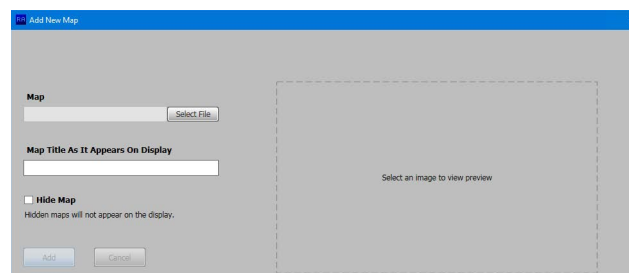 RA Add New Map
Map
Select File
Map Title As It Appears On Display
Select an image to view preview
Hide Map
Hidden maps will not appear on the display.
Add Cancel